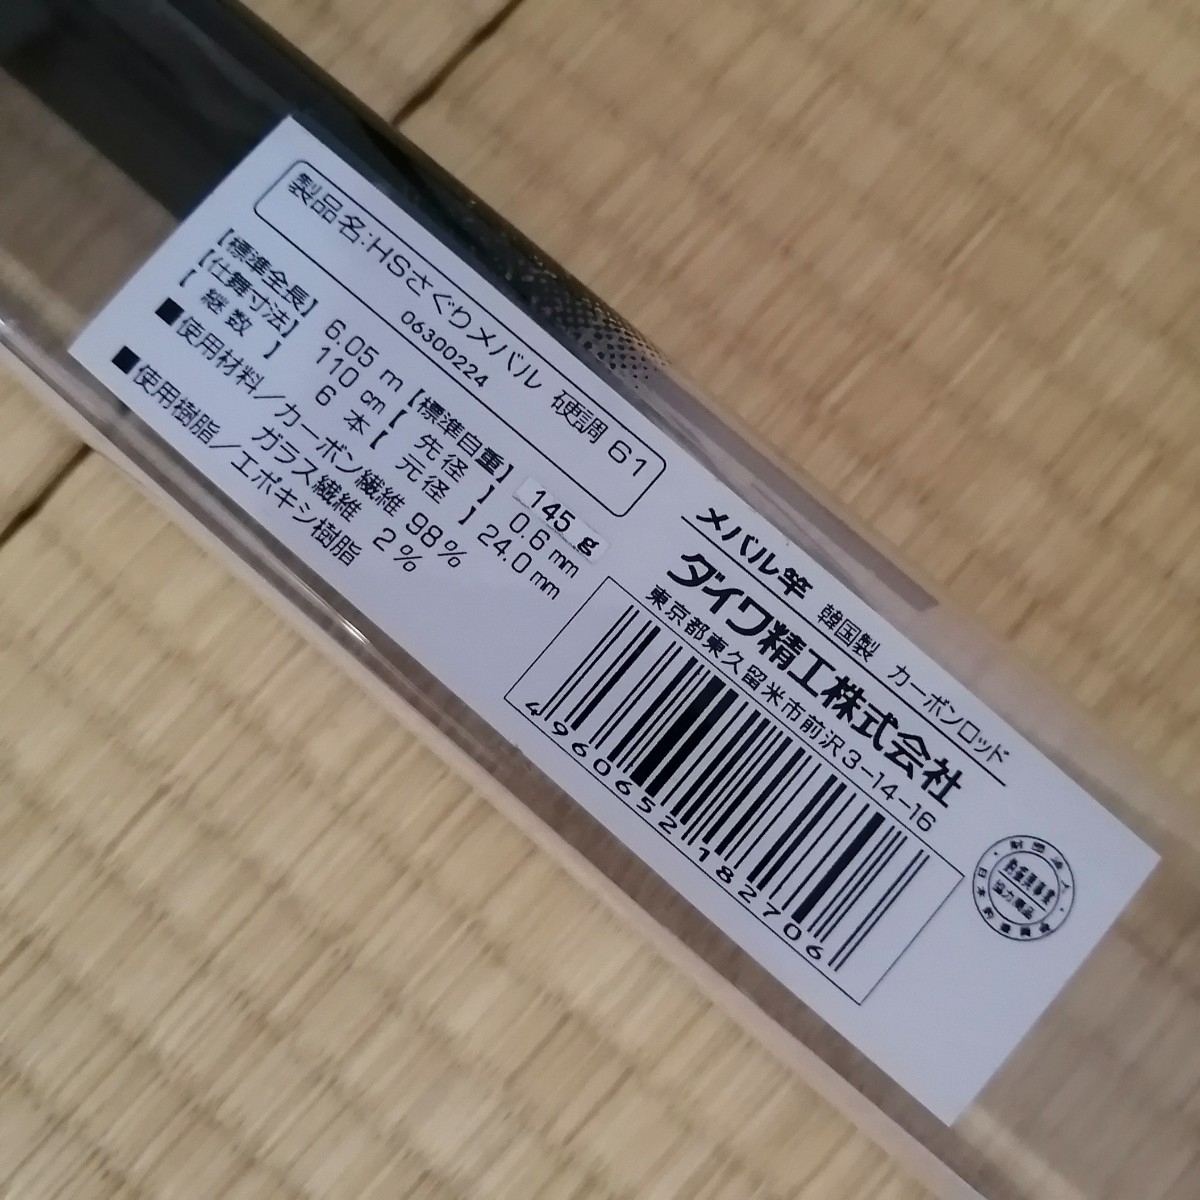 製品名:HSさぐりメバル 硬調 61
06300224
【標準全長】 6.05 m 【標準自重】 145 g
【仕舞寸法】 110 cm 【 先径 】 0.6 mm
【 継数 】 6 本 【 元径 】 24.0 mm
■使用材料/カーボン繊維 98%
ガラス繊維 2%
■使用樹脂/エポキシ樹脂
メバル竿 韓国製 カーボンロッド
ダイワ精工株式会社
東京都東久留米市前沢3-14-16
4960652182706
協力商品